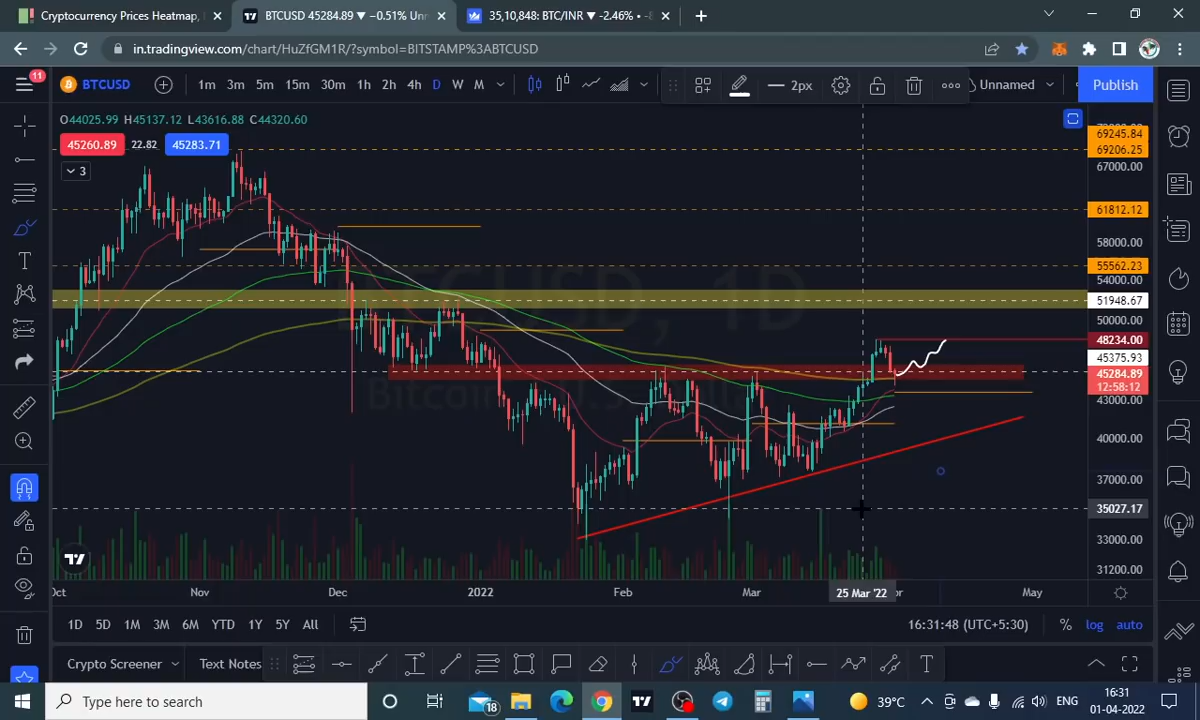 Cryptocurrency Prices Heatmap,
BTCUSD 45284.89 ▼ −0.51% Unn
35,10,848: BTC/INR ▼ -2.46% •
in.tradingview.com/chart/HuZfGM1R/?symbol=BITSTAMP%3ABTCUSD
11
BTCUSD
1m 3m 5m 15m 30m 1h 2h 4h D W M
2px
Unnamed
Publish
O44025.99 H45137.12 L43616.88 C44320.60
45260.89 22.82 45283.71
3
69245.84
69206.25
67000.00
61812.12
58000.00
55562.23
54000.00
51948.67
50000.00
48234.00
45375.93
45284.89
12:58:12
43000.00
40000.00
37000.00
35027.17
33000.00
31200.00
Oct Nov Dec 2022 Feb Mar 25 Mar '22 May
1D 5D 1M 3M 6M YTD 1Y 5Y All
16:31:48 (UTC+5:30) % log auto
Crypto Screener Text Notes
Type here to search
18
39°C
ENG
16:31
01-04-2022